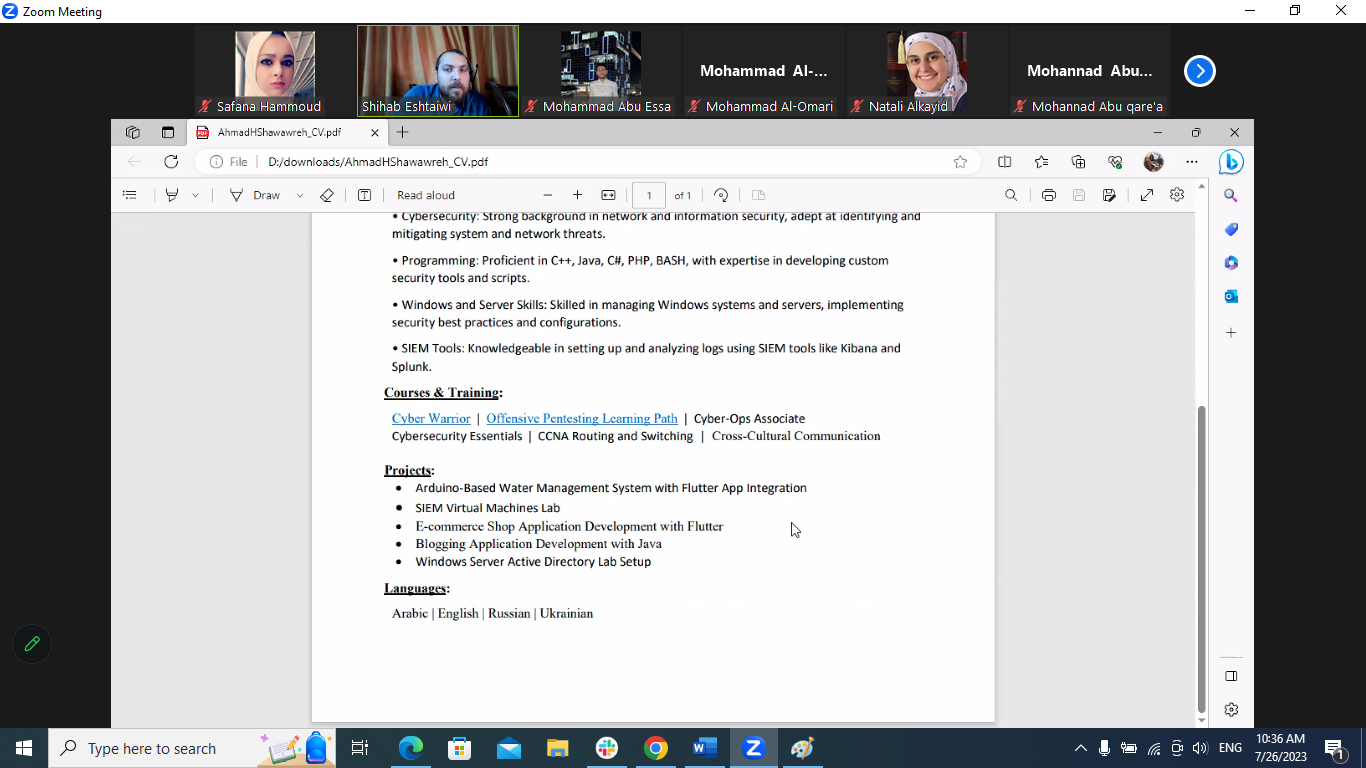 Zoom Meeting
Mohammad Al-...
Mohannad Abu...
Safana Hammoud
Shihab Eshtaiwi
Mohammad Abu Essa
Mohammad Al-Omari
Natali Alkayid
Mohannad Abu qare'a
AhmadHShawawreh_CV.pdf
File
D:/downloads/AhmadHShawawreh_CV.pdf
Draw
Read aloud
1
of 1
• Cybersecurity: Strong background in network and information security, adept at identifying and
mitigating system and network threats.
• Programming: Proficient in C++, Java, C#, PHP, BASH, with expertise in developing custom
security tools and scripts.
• Windows and Server Skills: Skilled in managing Windows systems and servers, implementing
security best practices and configurations.
• SIEM Tools: Knowledgeable in setting up and analyzing logs using SIEM tools like Kibana and
Splunk.
Courses & Training:
Cyber Warrior | Offensive Pentesting Learning Path | Cyber-Ops Associate
Cybersecurity Essentials | CCNA Routing and Switching | Cross-Cultural Communication
Projects:
• Arduino-Based Water Management System with Flutter App Integration
• SIEM Virtual Machines Lab
• E-commerce Shop Application Development with Flutter
• Blogging Application Development with Java
• Windows Server Active Directory Lab Setup
Languages:
Arabic | English | Russian | Ukrainian
Type here to search
ENG
10:36 AM
7/26/2023
1